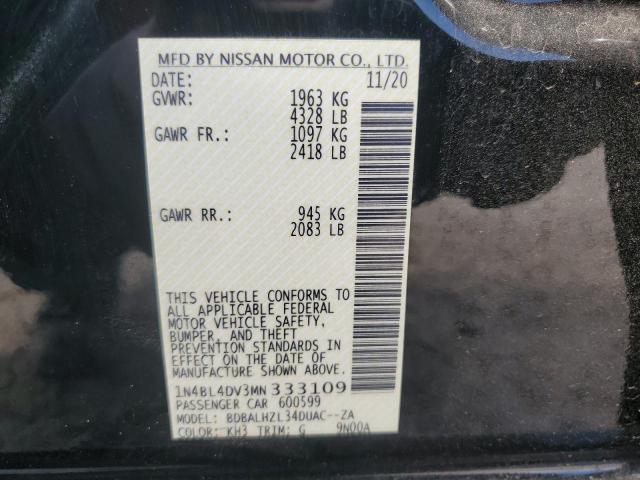 MFD BY NISSAN MOTOR CO., LTD.
DATE: 11/20
GVWR: 1963 KG
4328 LB
GAWR FR.: 1097 KG
2418 LB
GAWR RR.: 945 KG
2083 LB
THIS VEHICLE CONFORMS TO
ALL APPLICABLE FEDERAL
MOTOR VEHICLE SAFETY,
BUMPER, AND THEFT
PREVENTION STANDARDS IN
EFFECT ON THE DATE OF
MANUFACTURE SHOWN ABOVE.
1N4BL4DV3MN 333109
PASSENGER CAR 600599
MODEL: BDBALHZL34DUAC--ZA
COLOR: KH3 TRIM: G 9N00A